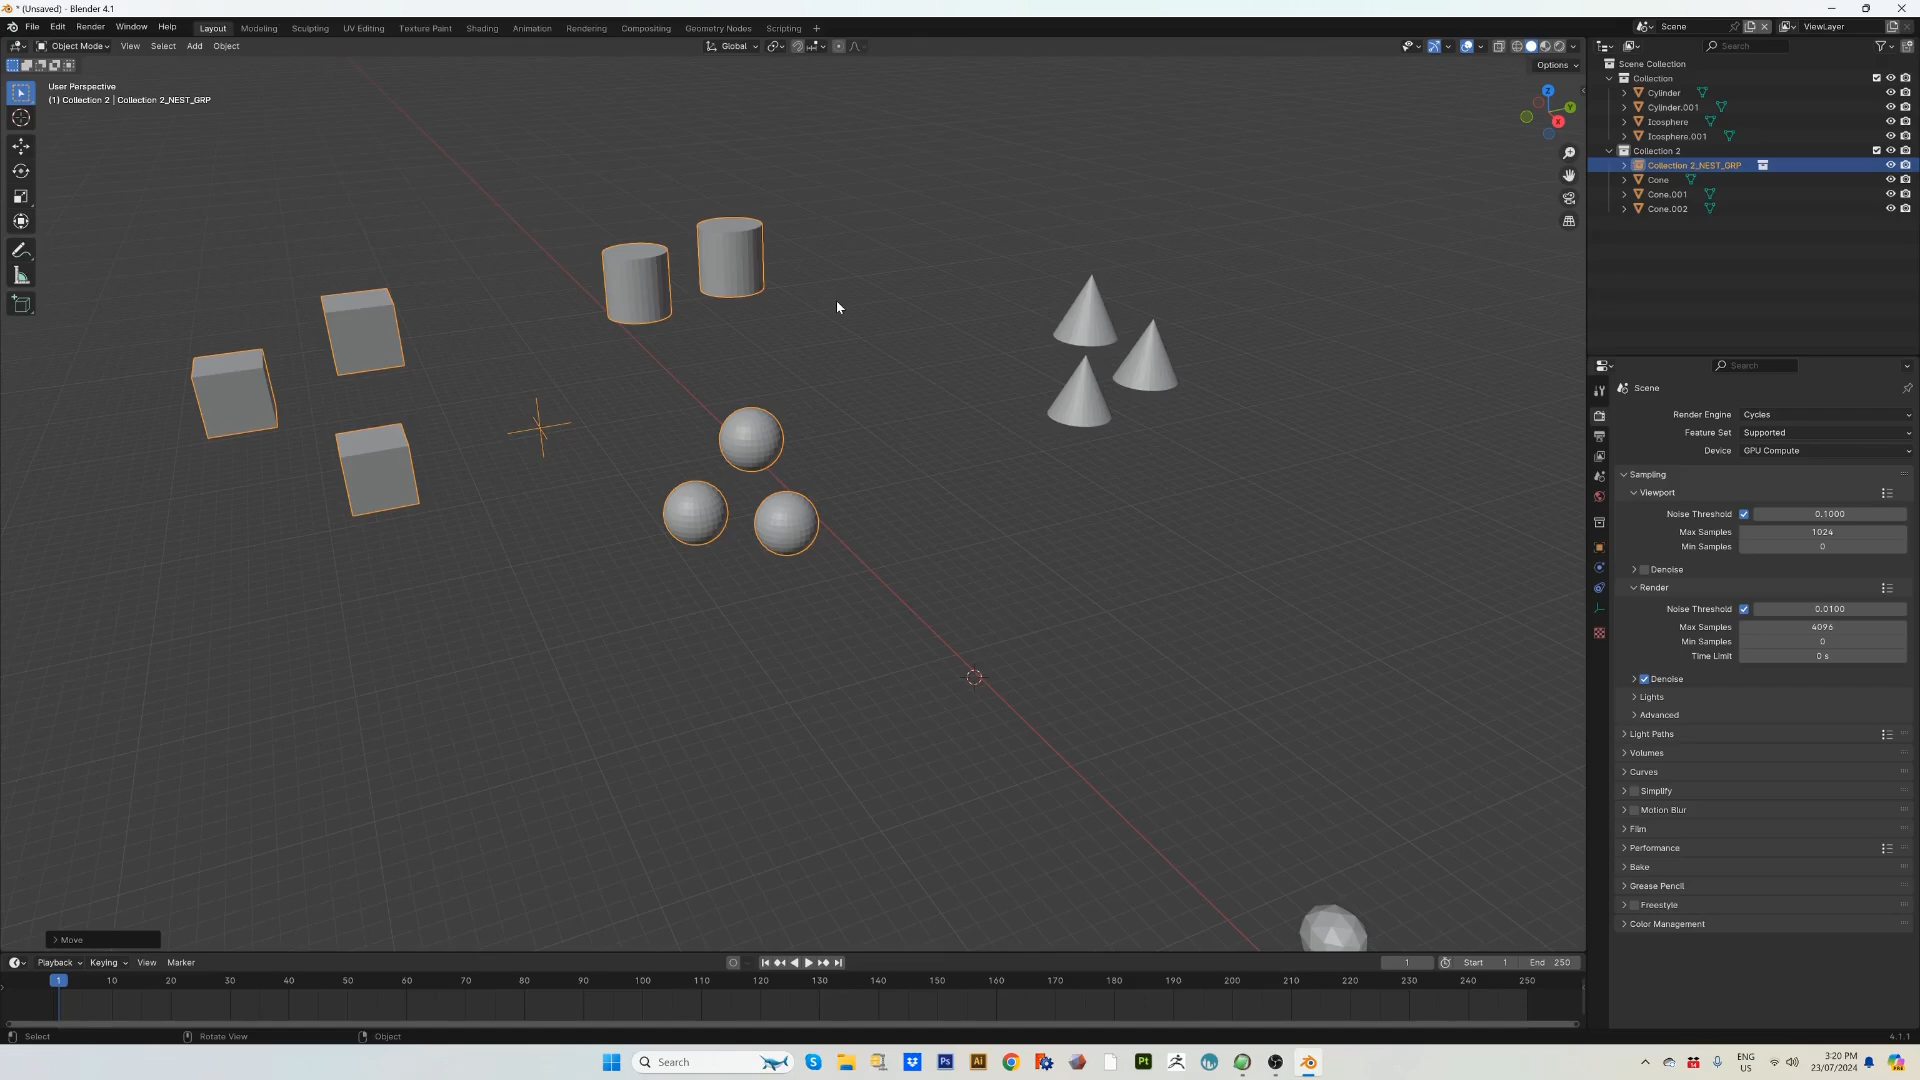 * (Unsaved) - Blender 4.1
File Edit Render Window Help Layout Modeling Sculpting UV Editing Texture Paint Shading Animation Rendering Compositing Geometry Nodes Scripting +
Scene ViewLayer
Object Mode View Select Add Object
Global
Search
Options
User Perspective
(1) Collection 2 | Collection 2_NEST_GRP
Z
Y
X
Scene Collection
Collection
Cylinder
Cylinder.001
Icosphere
Icosphere.001
Collection 2
Collection 2_NEST_GRP
Cone
Cone.001
Cone.002
Search
Scene
Render Engine Cycles
Feature Set Supported
Device GPU Compute
Sampling
Viewport
Noise Threshold 0.1000
Max Samples 1024
Min Samples 0
Denoise
Render
Noise Threshold 0.0100
Max Samples 4096
Min Samples 0
Time Limit 0 s
Denoise
Lights
Advanced
Light Paths
Volumes
Curves
Simplify
Motion Blur
Film
Performance
Bake
Grease Pencil
Freestyle
Color Management
Move
Playback Keying View Marker
1 Start 1 End 250
1 10 20 30 40 50 60 70 80 90 100 110 120 130 140 150 160 170 180 190 200 210 220 230 240 250
Select Rotate View Object
4.1.1
Search
Ps Ai Pt
ENG
US
3:20 PM
23/07/2024